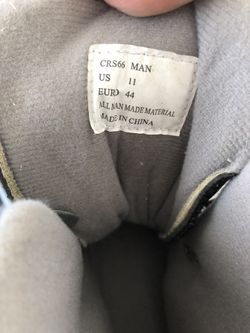 CRS66 MAN
US 11
EURO 44
ALL MAN MADE MATERIAL
MADE IN CHINA